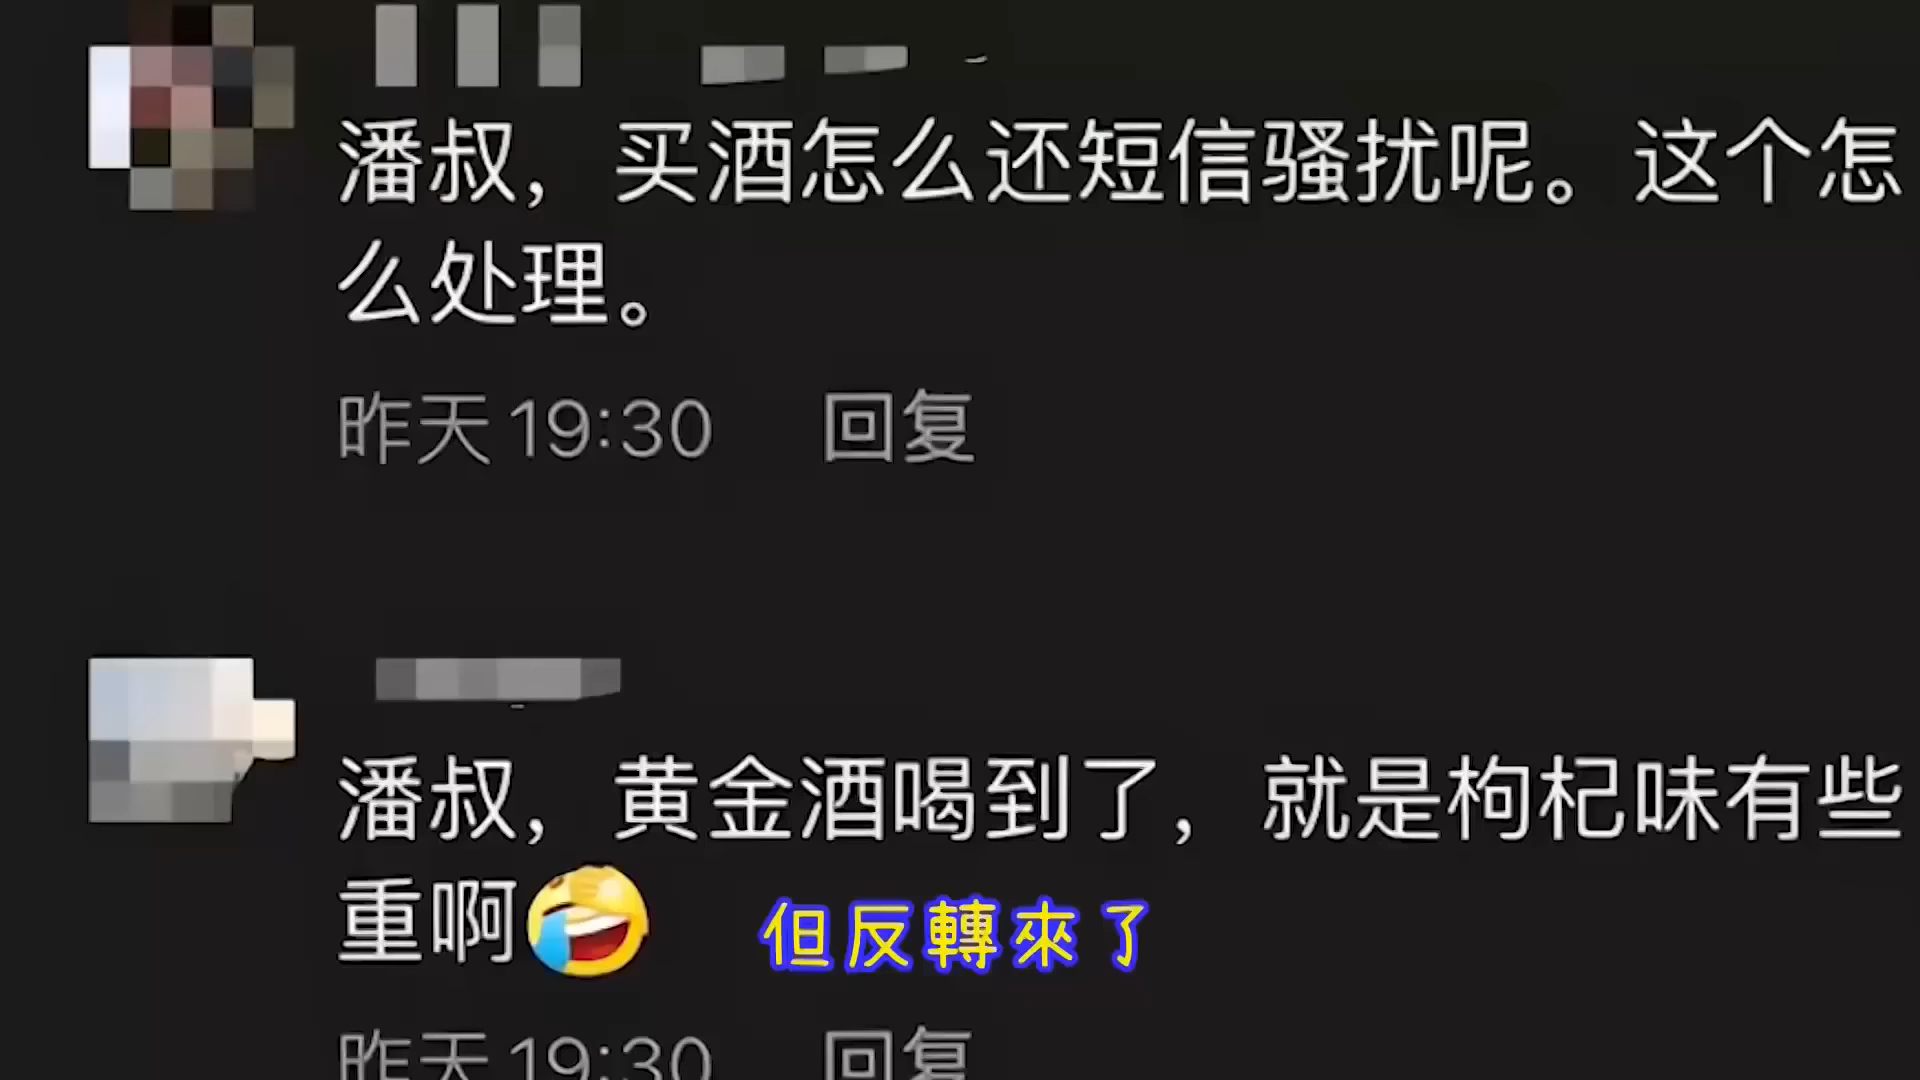 潘叔，买酒怎么还短信骚扰呢。这个怎
么处理。
昨天 19:30 回复
潘叔，黄金酒喝到了，就是枸杞味有些
重啊
但反轉來了
昨天 19:30 回复